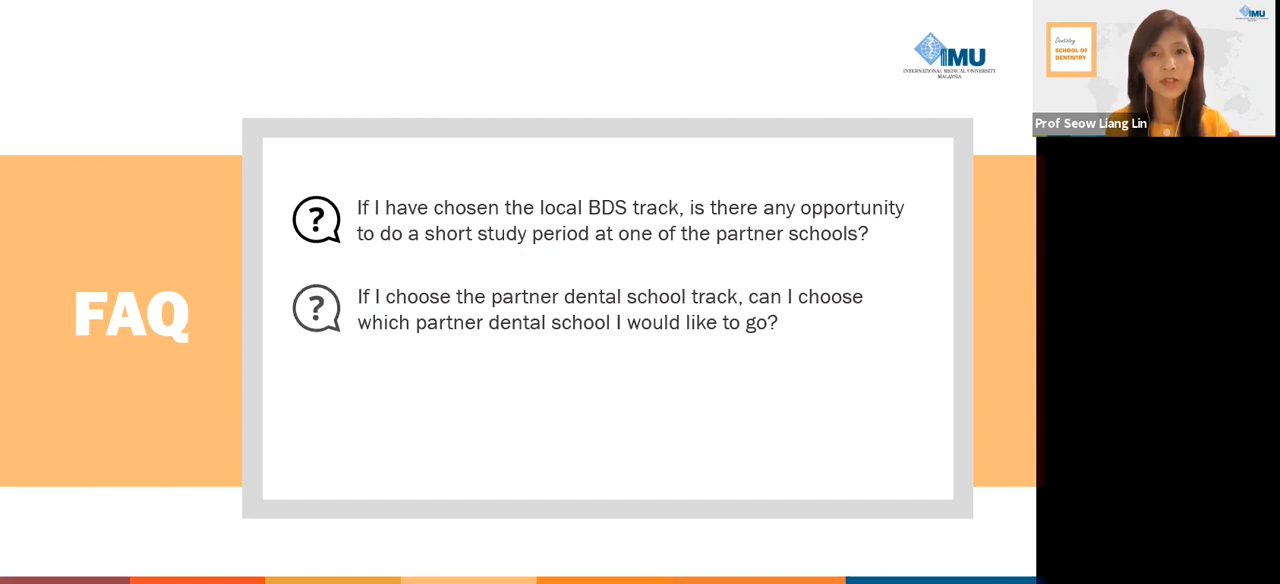 IMU
INTERNATIONAL MEDICAL UNIVERSITY
MALAYSIA
IMU
Dentistry
SCHOOL OF
DENTISTRY
Prof Seow Liang Lin
FAQ
? If I have chosen the local BDS track, is there any opportunity
to do a short study period at one of the partner schools?
? If I choose the partner dental school track, can I choose
which partner dental school I would like to go?